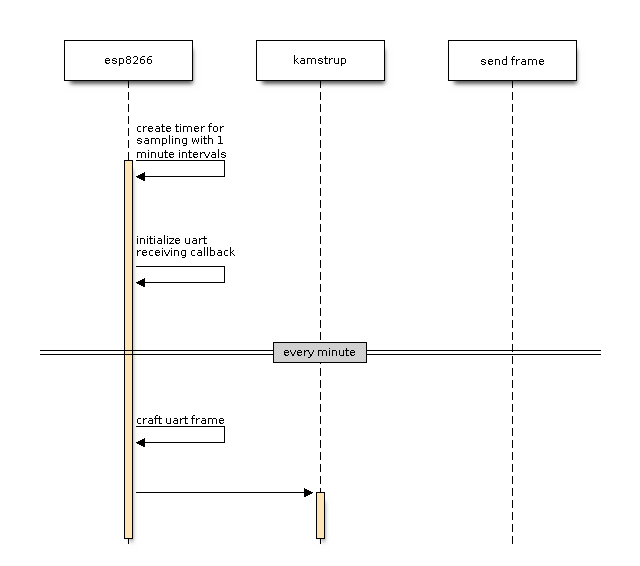 esp8266
kamstrup
send frame
create timer for
sampling with 1
minute intervals
initialize uart
receiving callback
every minute
craft uart frame